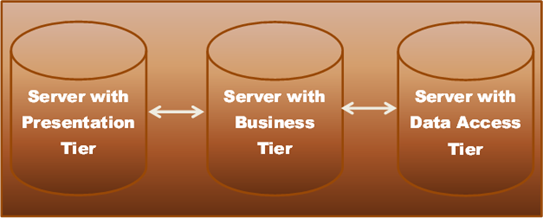 Server with
Presentation
Tier
Server with
Business
Tier
Server with
Data Access
Tier